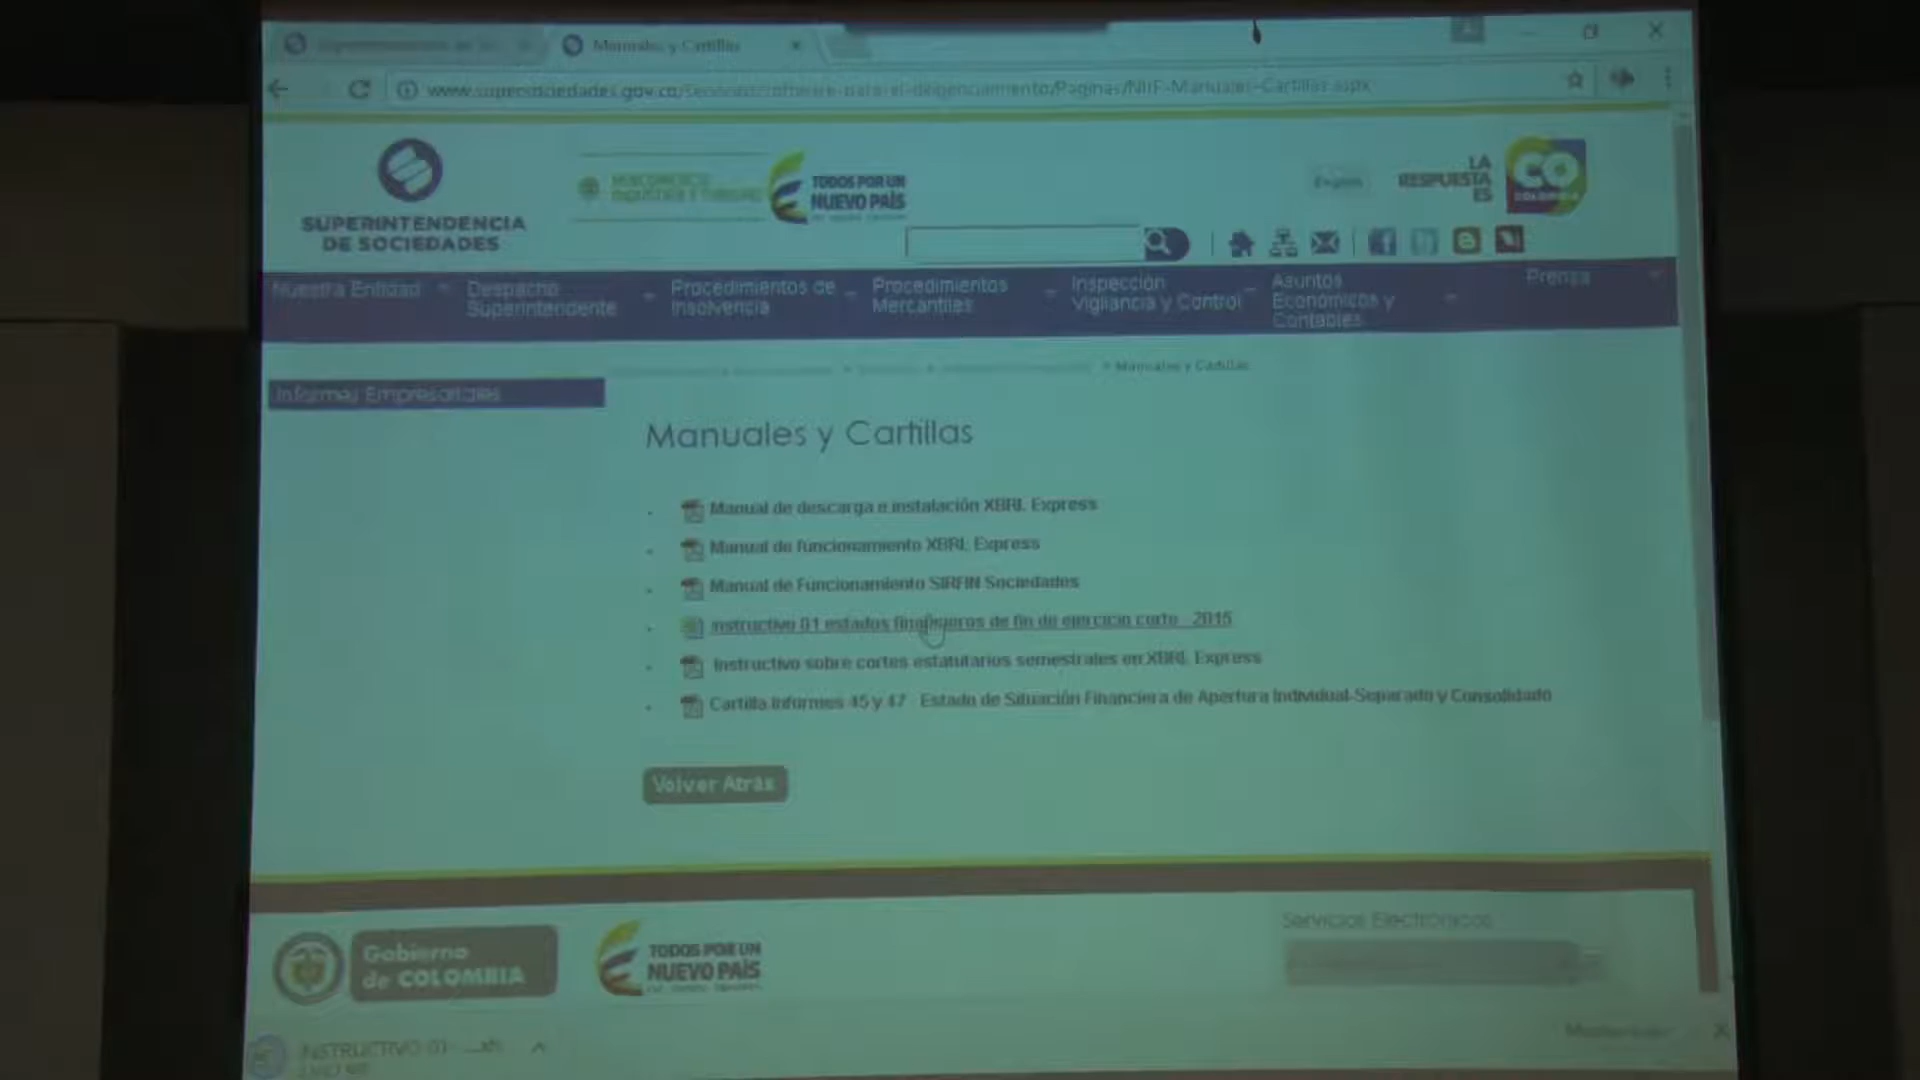 Manuales y Cartillas
www.supersociedades.gov.co/
SUPERINTENDENCIA
DE SOCIEDADES
TODOS POR UN
NUEVO PAÍS
English
LA
RESPUESTA
ES
CO
COLOMBIA
Nuestra Entidad
Despacho
Superintendente
Procedimientos de
Insolvencia
Procedimientos
Mercantiles
Inspección
Vigilancia y Control
Asuntos
Económicos y
Contables
Prensa
Manuales y Cartillas
Informes Empresariales
Manuales y Cartillas
Manual de descarga e instalación XBRL Express
Manual de funcionamiento XBRL Express
Manual de Funcionamiento SIRFIN Sociedades
Instructivo 01 estados financieros de fin de ejercicio corte 2015
Instructivo sobre cortes estatutarios semestrales en XBRL Express
Cartilla Informes 45 y 47 Estado de Situación Financiera de Apertura Individual-Separado y Consolidado
Volver Atrás
Gobierno
de COLOMBIA
TODOS POR UN
NUEVO PAÍS
Servicios Electrónicos
INSTRUCTIVO 01